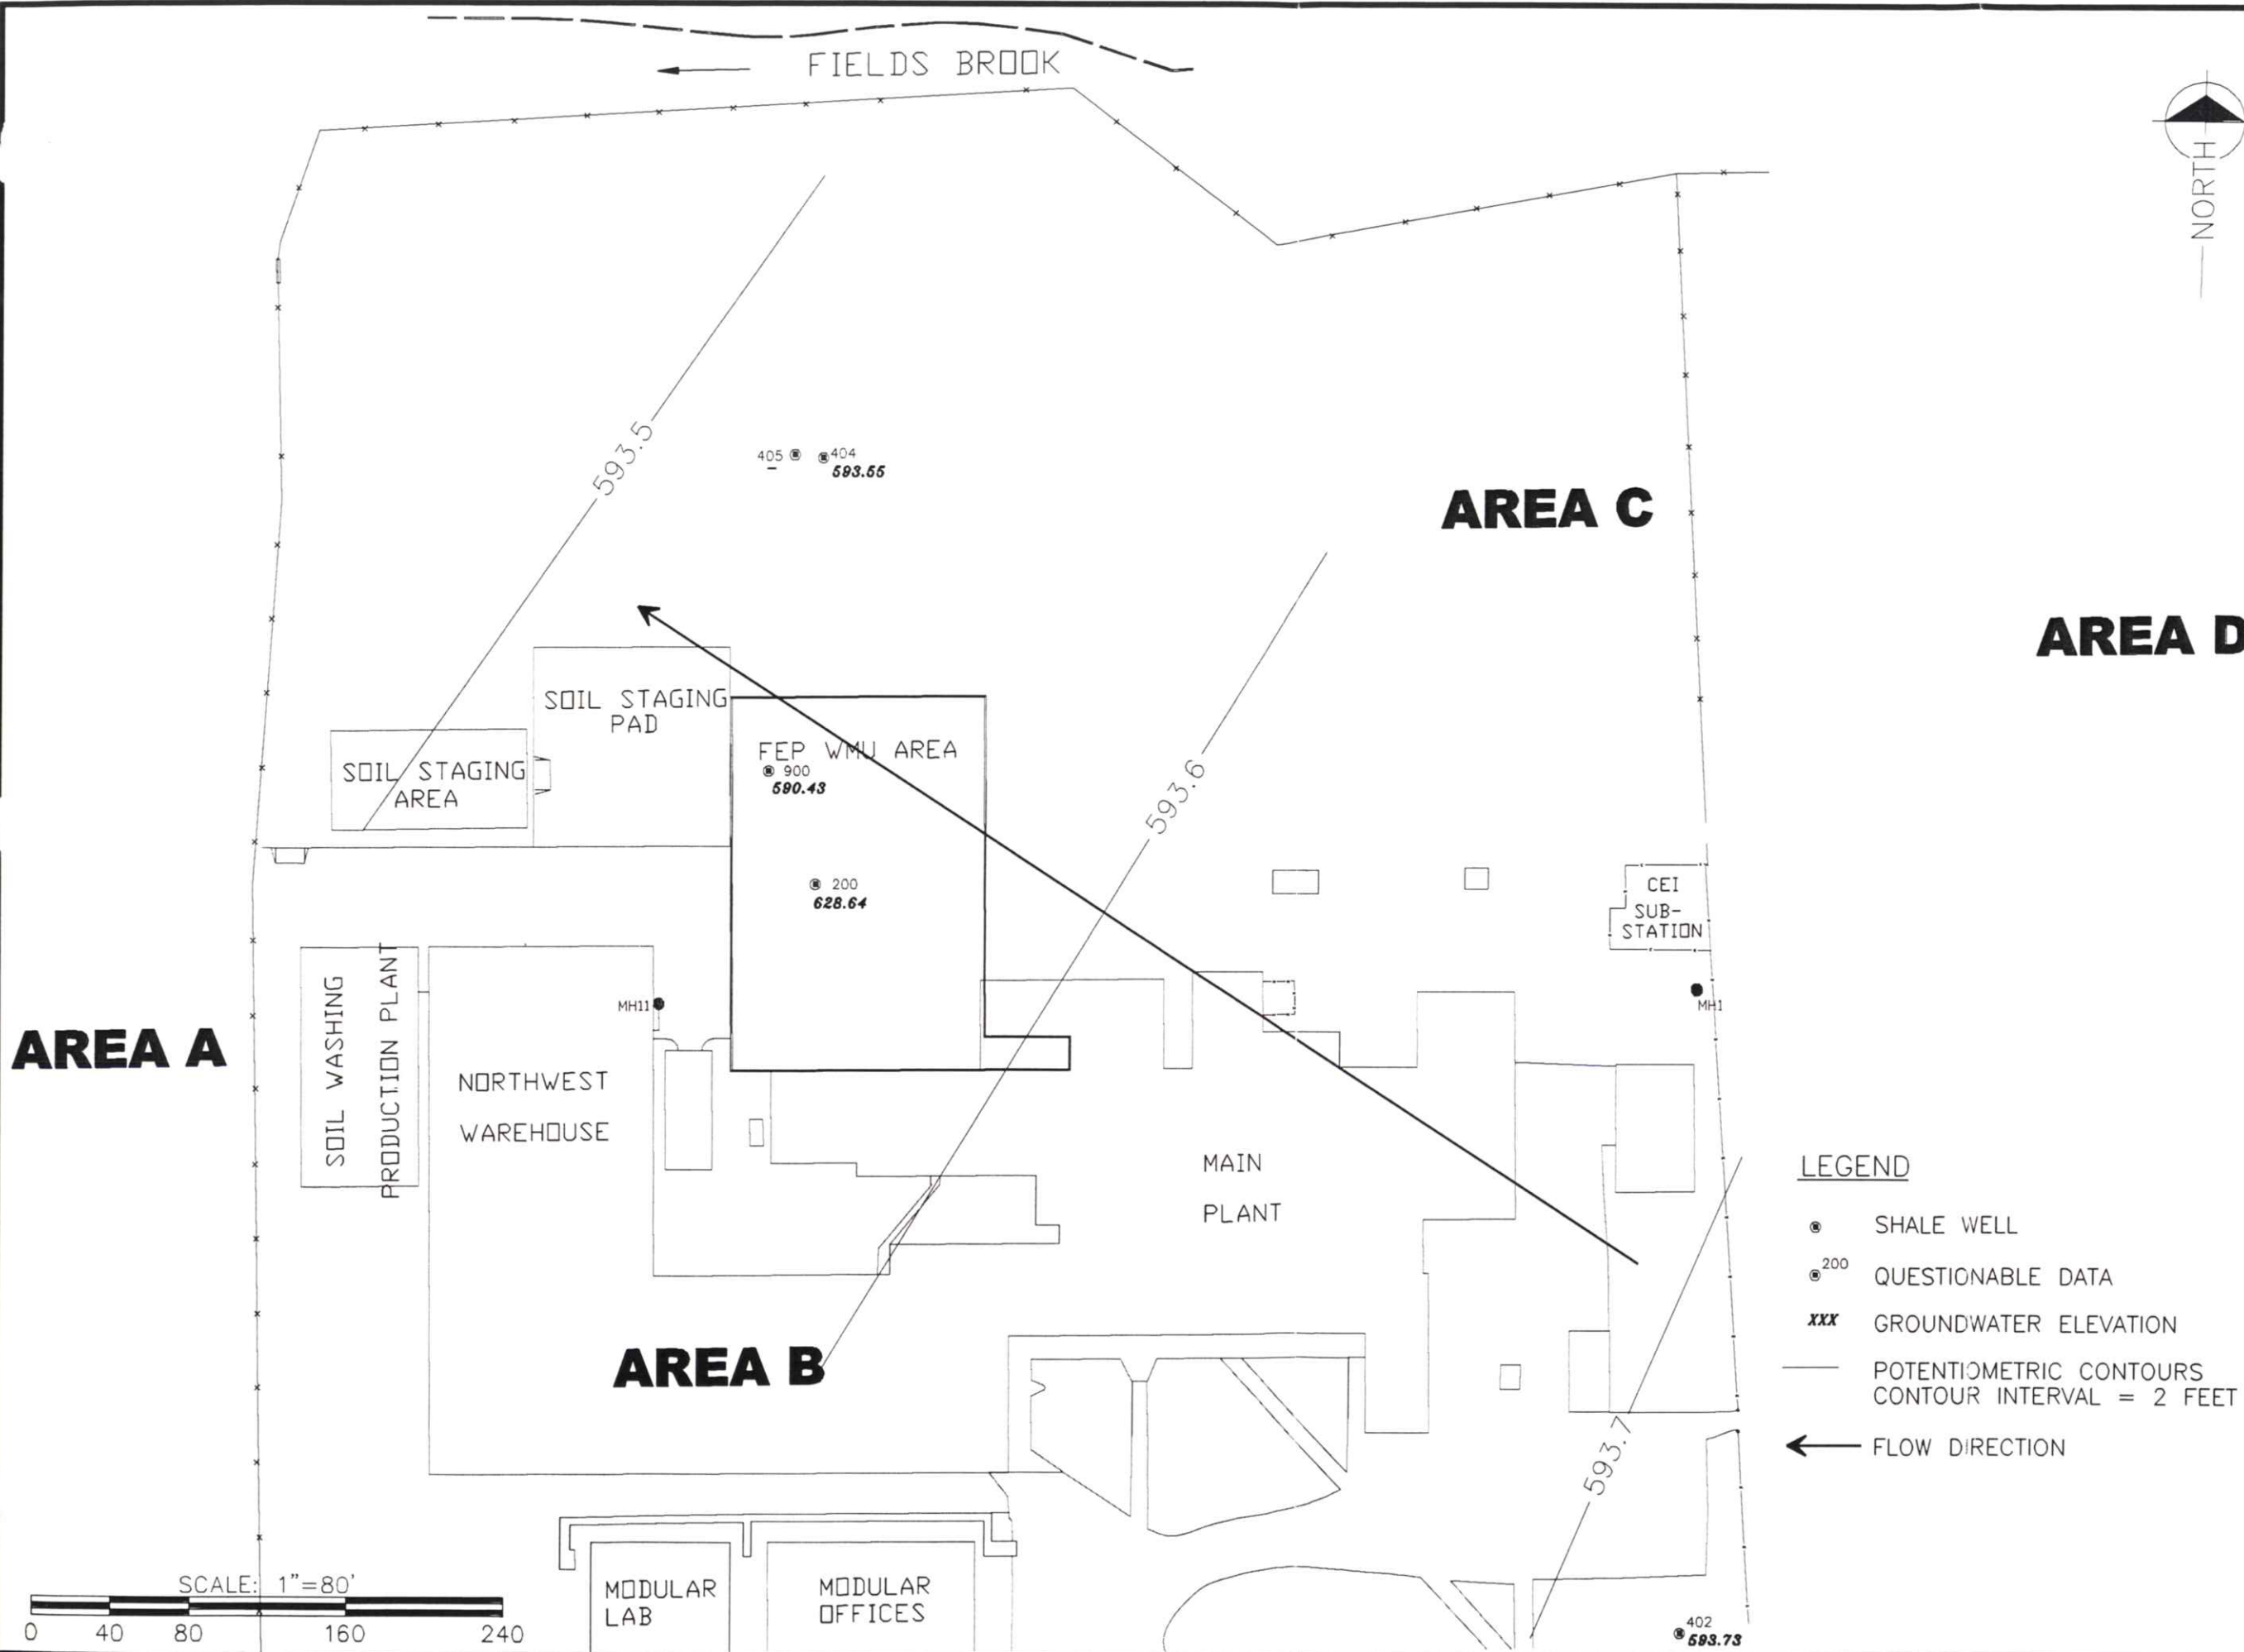 FIELDS BROOK
NORTH
593.5
405
–
404
593.55
AREA C
AREA D
SOIL STAGING
PAD
FEP WMU AREA
900
590.43
593.6
SOIL STAGING
AREA
200
628.64
CEI
SUB-
STATION
MH11
MH1
SOIL WASHING
PRODUCTION PLANT
AREA A
NORTHWEST
WAREHOUSE
MAIN
PLANT
AREA B
593.7
LEGEND
SHALE WELL
200
QUESTIONABLE DATA
XXX
GROUNDWATER ELEVATION
POTENTIOMETRIC CONTOURS
CONTOUR INTERVAL = 2 FEET
FLOW DIRECTION
SCALE: 1"=80'
0 40 80 160 240
MODULAR
LAB
MODULAR
OFFICES
402
593.73